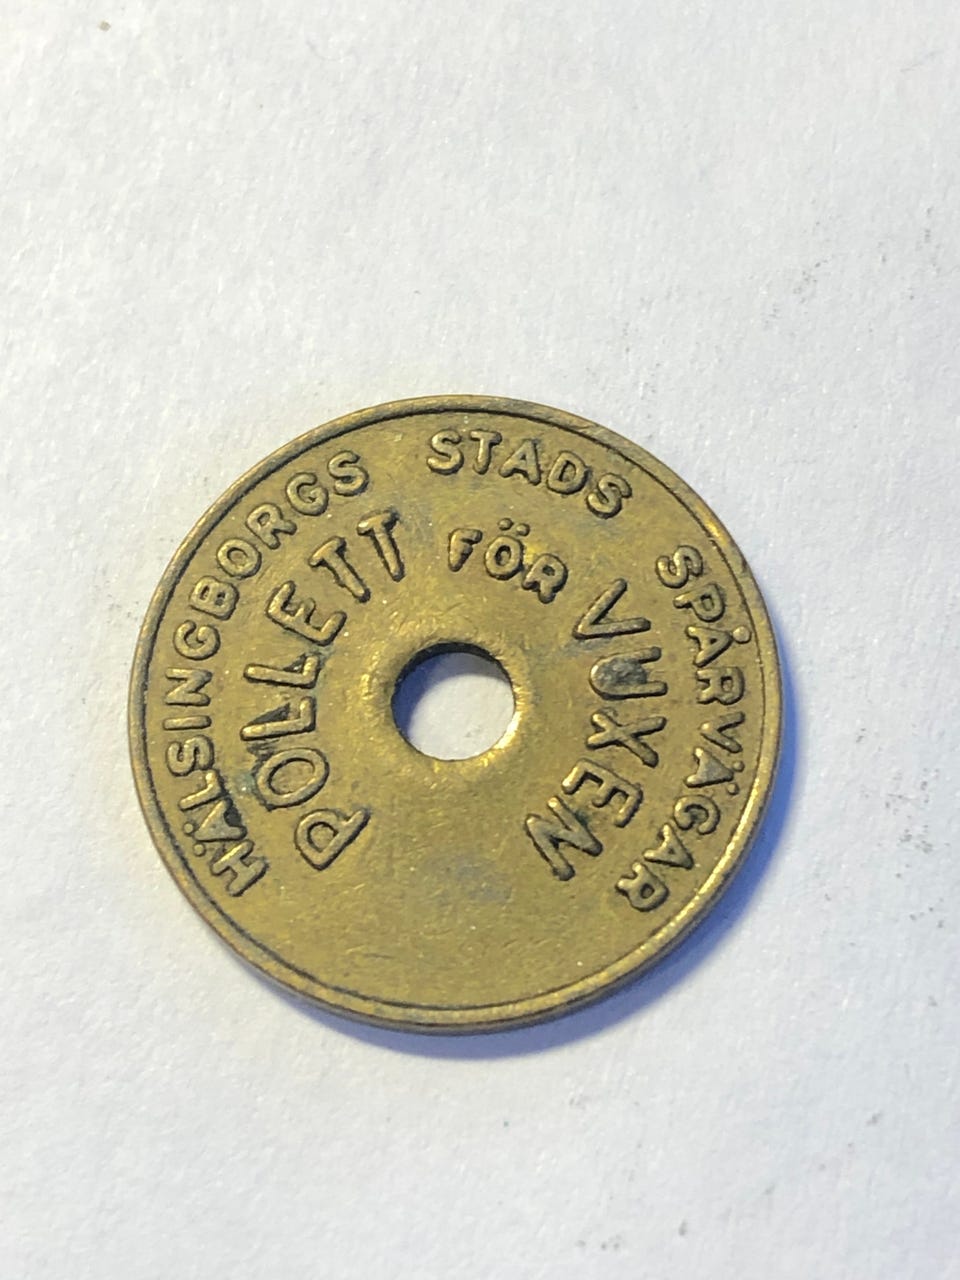 HÄLSINGBORGS STADS SPÅRVÄGAR
POLLETT FÖR VUXEN